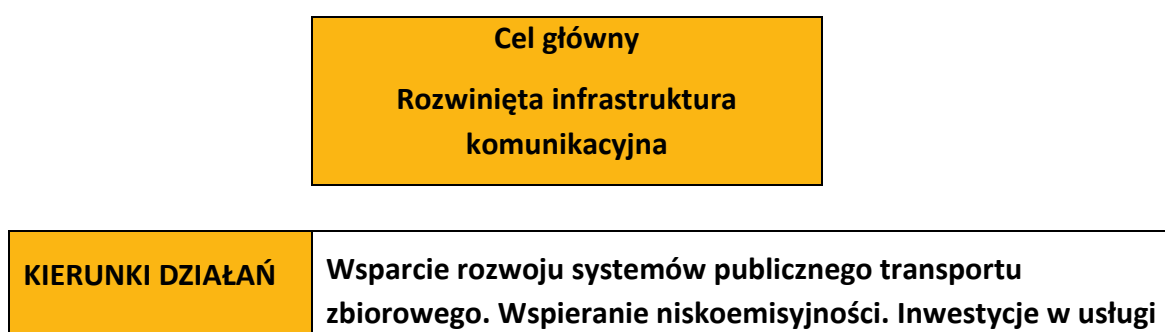 Cel główny
Rozwinięta infrastruktura
komunikacyjna
KIERUNKI DZIAŁAŃ
Wsparcie rozwoju systemów publicznego transportu
zbiorowego. Wspieranie niskoemisyjności. Inwestycje w usługi